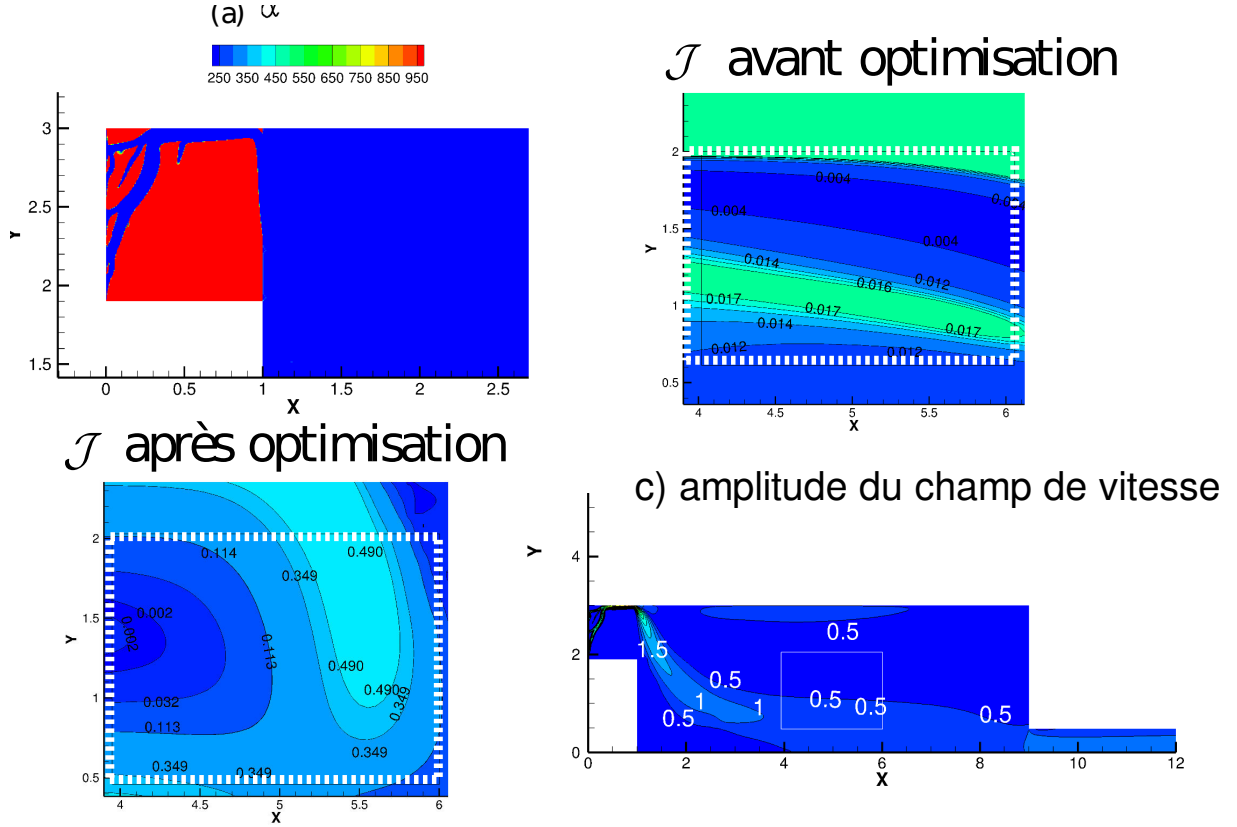 (a) α
250 350 450 550 650 750 850 950
3
2.5
Y
2
1.5
0 0.5 1 1.5 2 2.5
X
𝒥 avant optimisation
2
0.004
0.004
1.5
0.004
Y
0.014
0.012
0.016
0.017
1
0.017
0.014
0.017
0.012
0.012
0.5
4 4.5 5 5.5 6
X
𝒥 après optimisation
2
0.114
0.490
0.349
1.5
0.002
0.002
Y
0.113
0.490
0.490
1
0.032
0.349
0.113
0.349
0.349
0.349
0.5
4 4.5 5 5.5 6
X
c) amplitude du champ de vitesse
Y
4
0.5
2
1.5
0.5
0.5
0.5
1
1
0.5
0.5
0
0 2 4 6 8 10 12
X